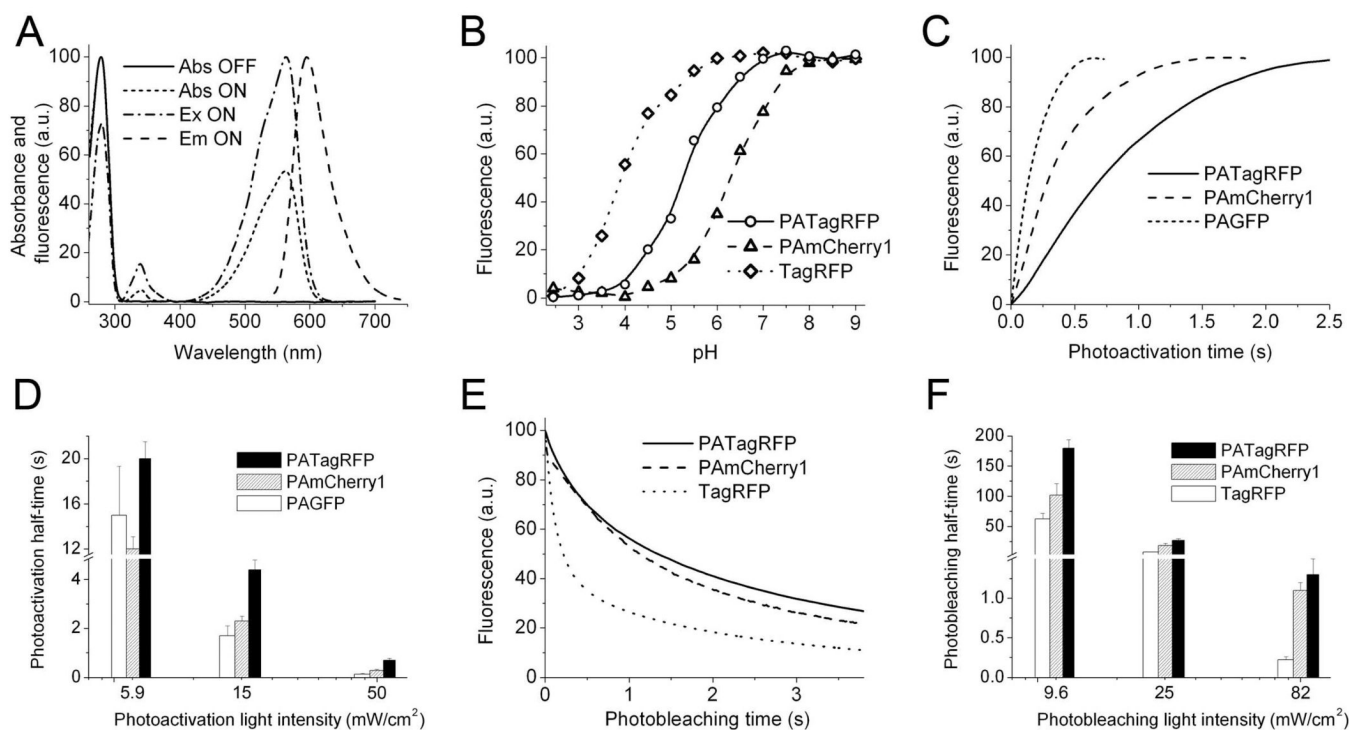 A
Absorbance and
fluorescence (a.u.)
100
80
60
40
20
0
Abs OFF
Abs ON
Ex ON
Em ON
300 400 500 600 700
Wavelength (nm)
B
Fluorescence (a.u.)
100
80
60
40
20
0
PATagRFP
PAmCherry1
TagRFP
3 4 5 6 7 8 9
pH
C
Fluorescence (a.u.)
100
80
60
40
20
0
PATagRFP
PAmCherry1
PAGFP
0.0 0.5 1.0 1.5 2.0 2.5
Photoactivation time (s)
D
Photoactivation half-time (s)
20
16
12
4
2
0
PATagRFP
PAmCherry1
PAGFP
5.9 15 50
Photoactivation light intensity (mW/cm²)
E
Fluorescence (a.u.)
100
80
60
40
20
0
PATagRFP
PAmCherry1
TagRFP
0 1 2 3
Photobleaching time (s)
F
Photobleaching half-time (s)
200
150
100
50
1.0
0.5
0.0
PATagRFP
PAmCherry1
TagRFP
9.6 25 82
Photobleaching light intensity (mW/cm²)